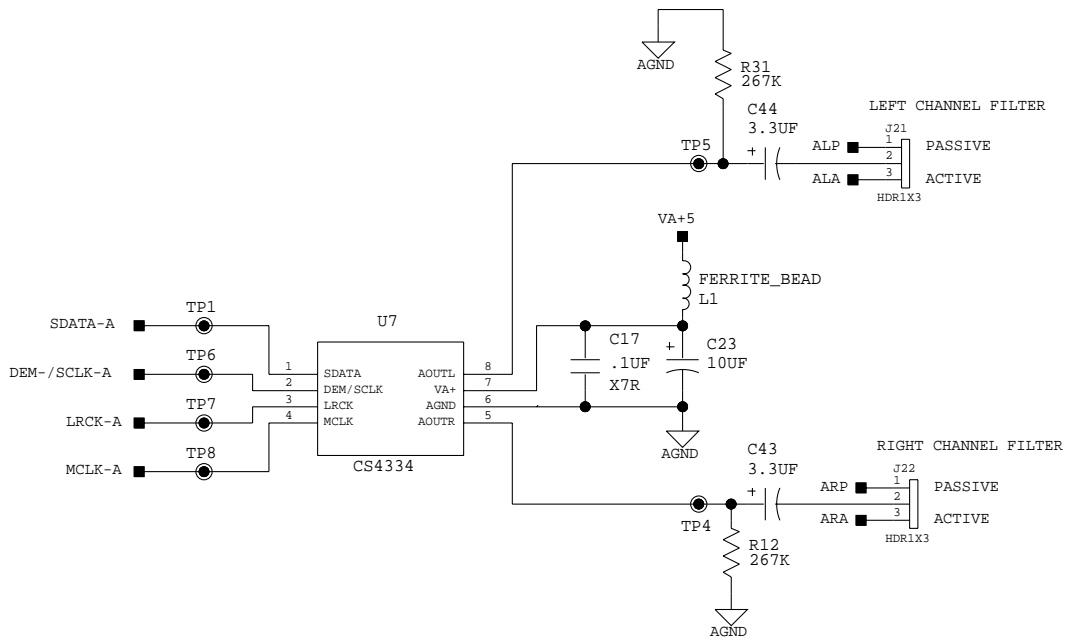 AGND
R31
267K
C44
3.3UF
LEFT CHANNEL FILTER
J21
TP5
+
ALP
1
PASSIVE
2
ALA
3
ACTIVE
HDR1X3
VA+5
FERRITE_BEAD
L1
TP1
SDATA-A
U7
C17
.1UF
X7R
+
C23
10UF
TP6
DEM-/SCLK-A
1
SDATA
AOUTL
8
2
DEM/SCLK
VA+
7
TP7
LRCK-A
3
LRCK
AGND
6
4
MCLK
AOUTR
5
TP8
MCLK-A
CS4334
AGND
C43
3.3UF
RIGHT CHANNEL FILTER
J22
+
ARP
1
PASSIVE
2
TP4
ARA
3
ACTIVE
HDR1X3
R12
267K
AGND